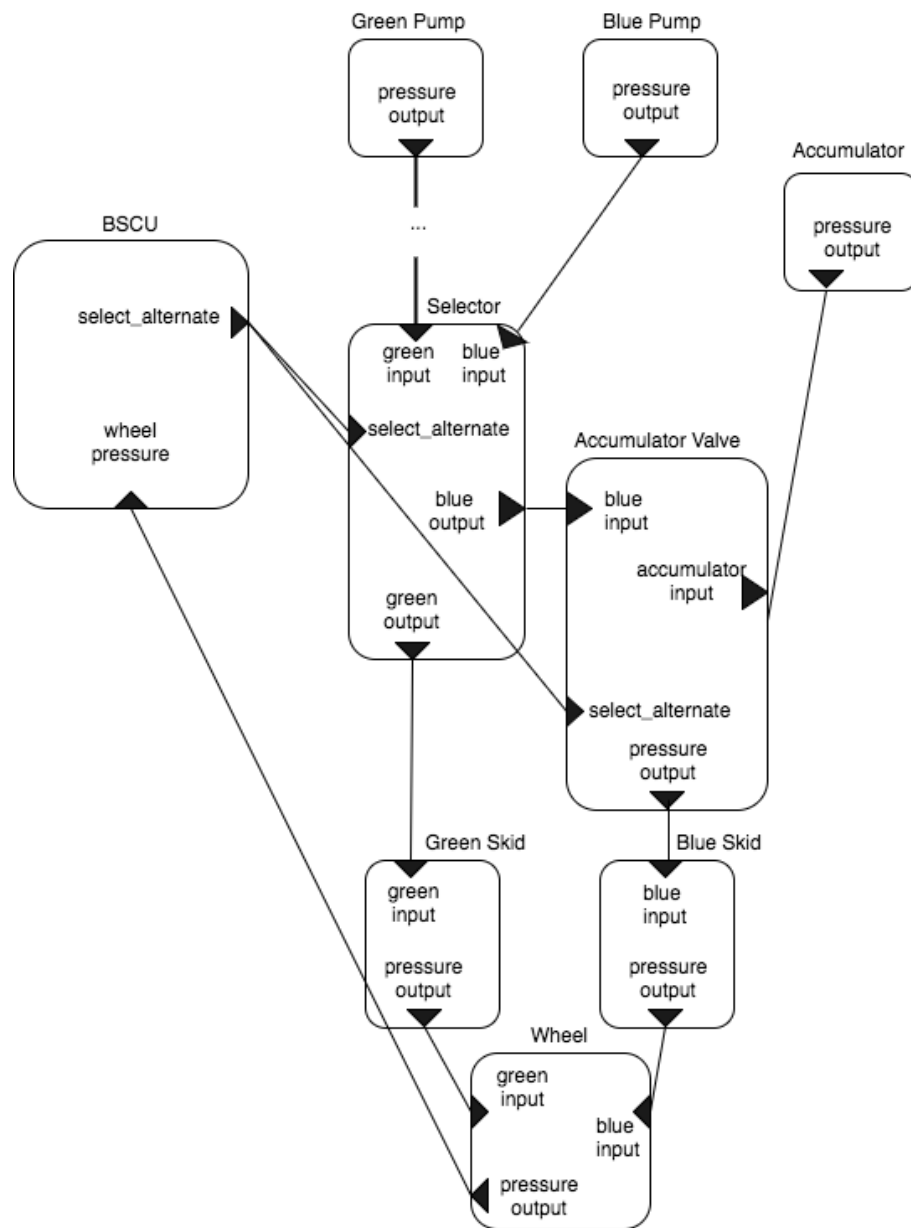 Green Pump
Blue Pump
pressure
output
pressure
output
Accumulator
pressure
output
BSCU
select_alternate
wheel
pressure
...
Selector
green
input
blue
input
select_alternate
blue
output
green
output
Accumulator Valve
blue
input
accumulator
input
select_alternate
pressure
output
Green Skid
green
input
pressure
output
Blue Skid
blue
input
pressure
output
Wheel
green
input
blue
input
pressure
output